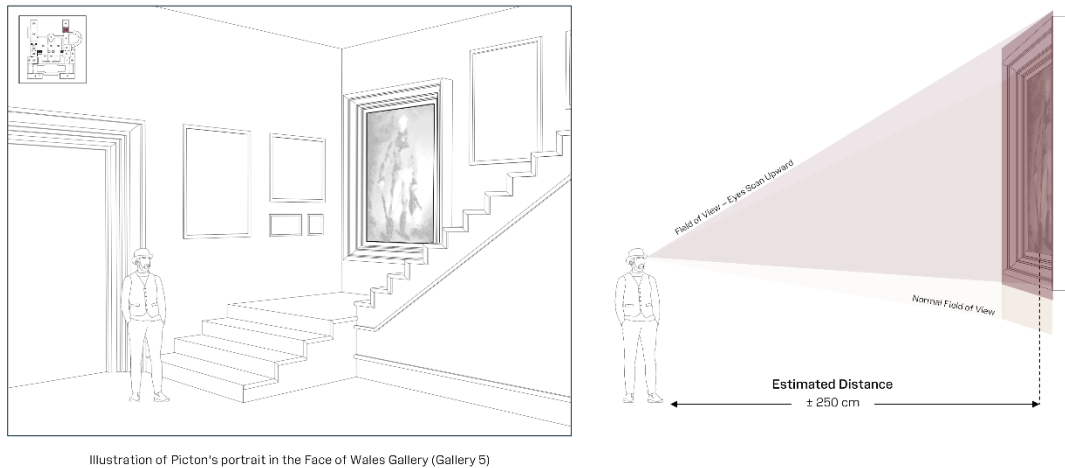 Field of View – Eyes Scan Upward
Normal Field of View
Estimated Distance
± 250 cm
Illustration of Picton's portrait in the Face of Wales Gallery (Gallery 5)